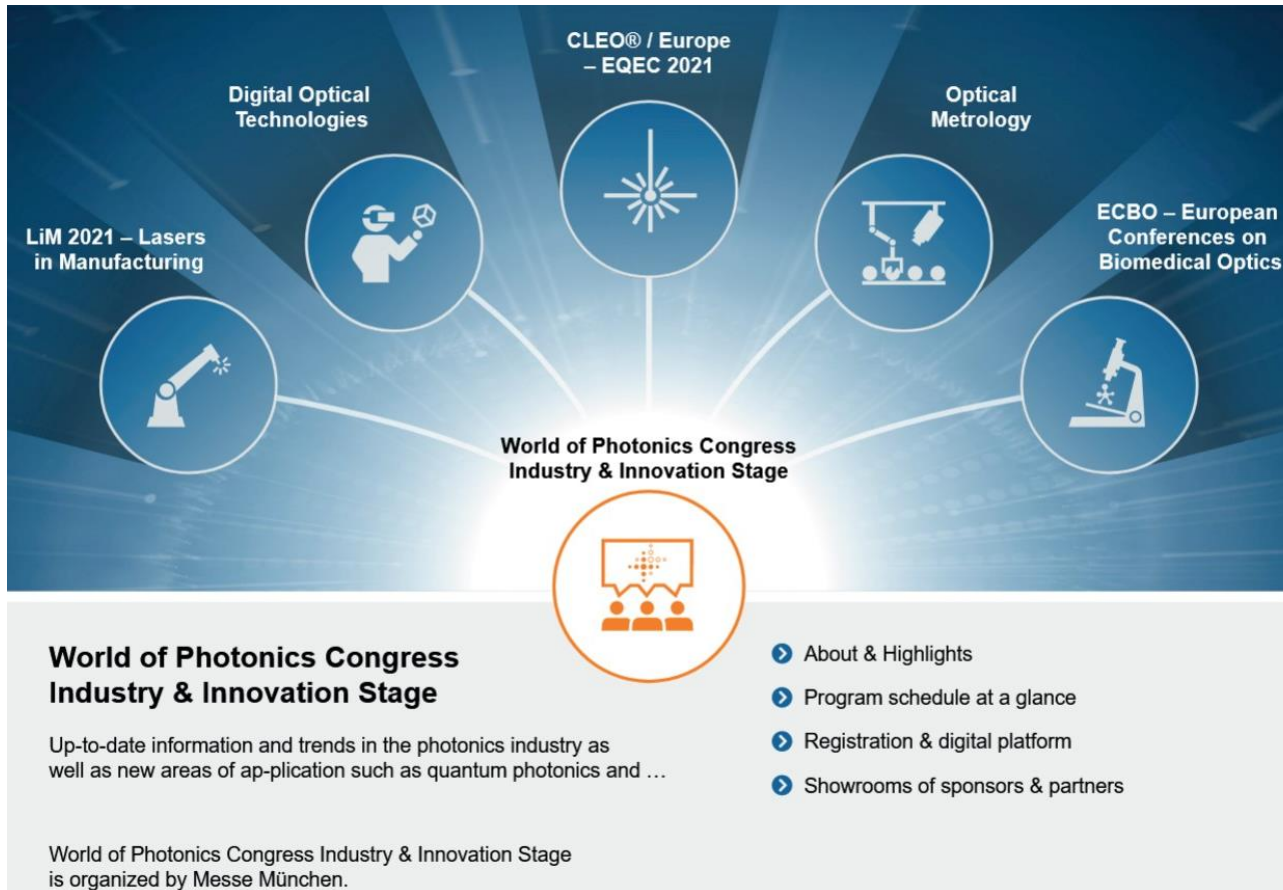 CLEO® / Europe
– EQEC 2021
Digital Optical
Technologies
Optical
Metrology
LiM 2021 – Lasers
in Manufacturing
ECBO – European
Conferences on
Biomedical Optics
World of Photonics Congress
Industry & Innovation Stage
World of Photonics Congress
Industry & Innovation Stage
Up-to-date information and trends in the photonics industry as
well as new areas of ap-plication such as quantum photonics and …
World of Photonics Congress Industry & Innovation Stage
is organized by Messe München.
About & Highlights
Program schedule at a glance
Registration & digital platform
Showrooms of sponsors & partners